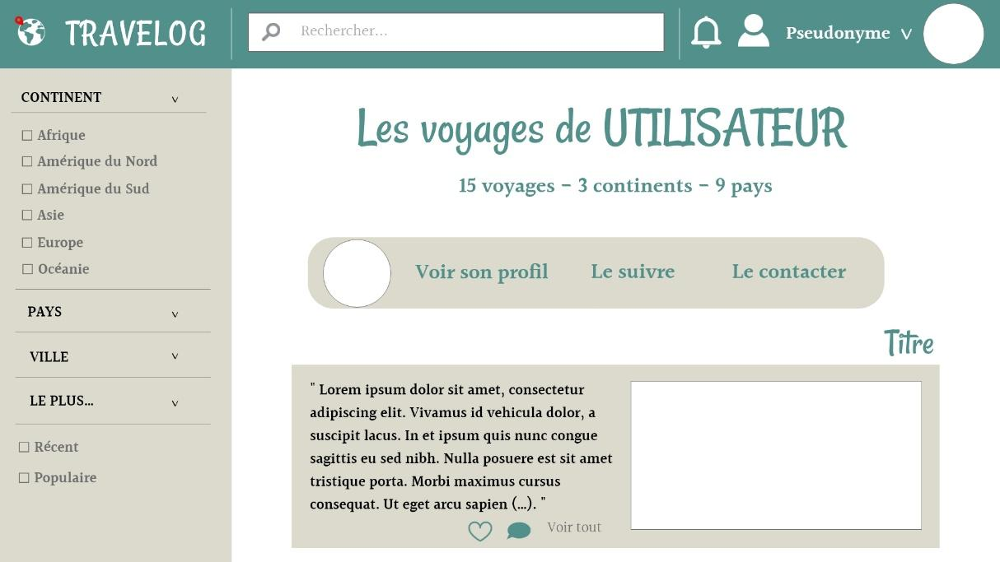 TRAVELOG
Rechercher...
Pseudonyme v
CONTINENT v
Afrique
Amérique du Nord
Amérique du Sud
Asie
Europe
Océanie
PAYS v
VILLE v
LE PLUS... v
Récent
Populaire
Les voyages de UTILISATEUR
15 voyages - 3 continents - 9 pays
Voir son profil Le suivre Le contacter
Titre
" Lorem ipsum dolor sit amet, consectetur
adipiscing elit. Vivamus id vehicula dolor, a
suscipit lacus. In et ipsum quis nunc congue
sagittis eu sed nibh. Nulla posuere est sit amet
tristique porta. Morbi maximus cursus
consequat. Ut eget arcu sapien (...). "
Voir tout